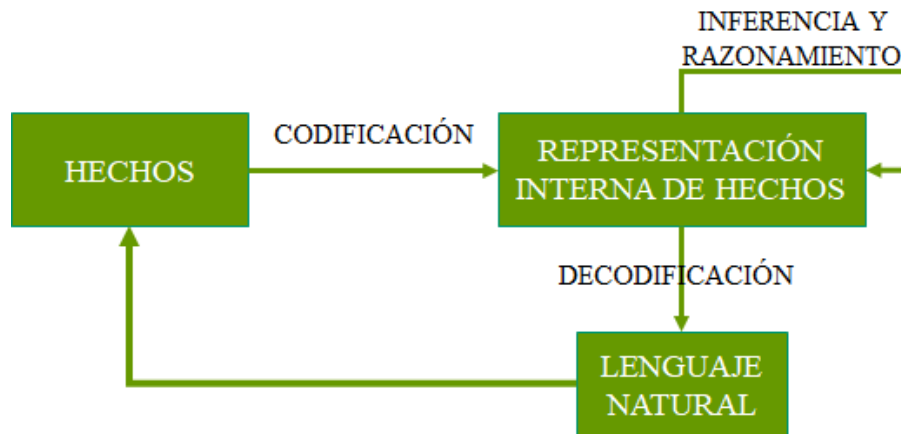 INFERENCIA Y
RAZONAMIENTO
HECHOS
CODIFICACIÓN
REPRESENTACIÓN
INTERNA DE HECHOS
DECODIFICACIÓN
LENGUAJE
NATURAL